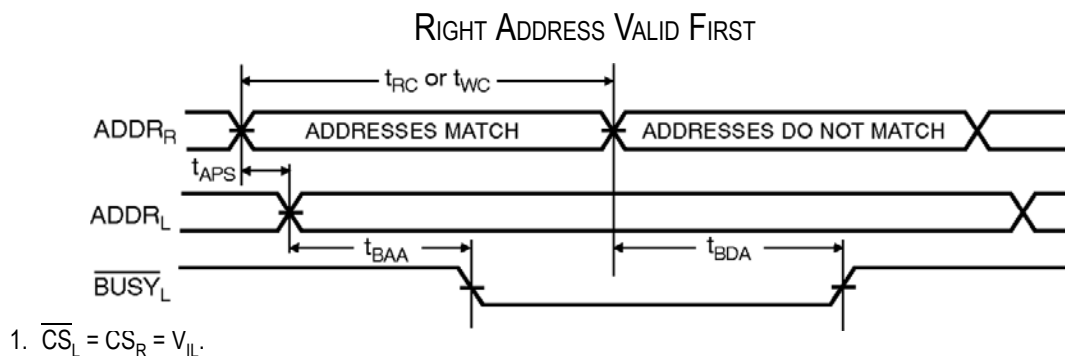 RIGHT ADDRESS VALID FIRST
tRC or tWC
ADDRR ADDRESSES MATCH ADDRESSES DO NOT MATCH
tAPS
ADDRL
tBAA tBDA
BUSYL
1. CSL = CSR = VIL.